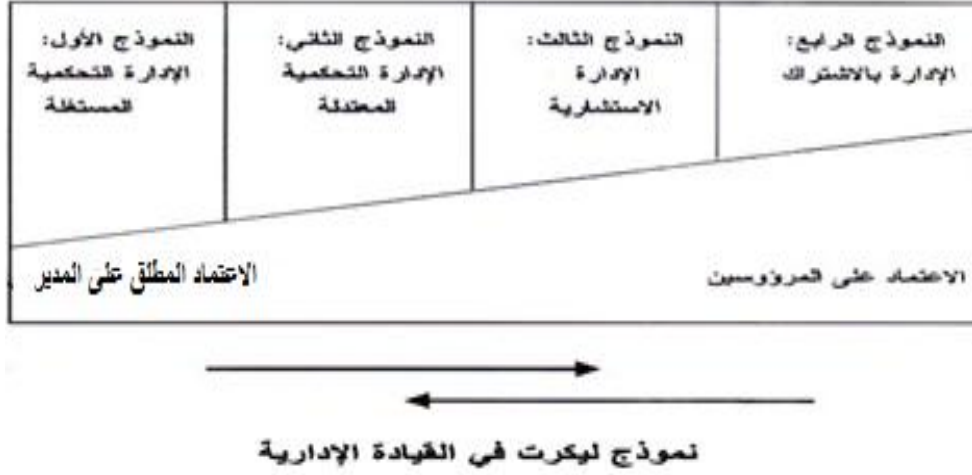 النموذج الرابع:
الإدارة بالاشتراك
النموذج الثالث:
الإدارة
الاستشارية
النموذج الثاني:
الإدارة التحكمية
المعتدلة
النموذج الأول:
الإدارة التحكمية
المستغلة
الاعتماد على المرؤوسين
الاعتماد المطلق على المدير
نموذج ليكرت في القيادة الإدارية